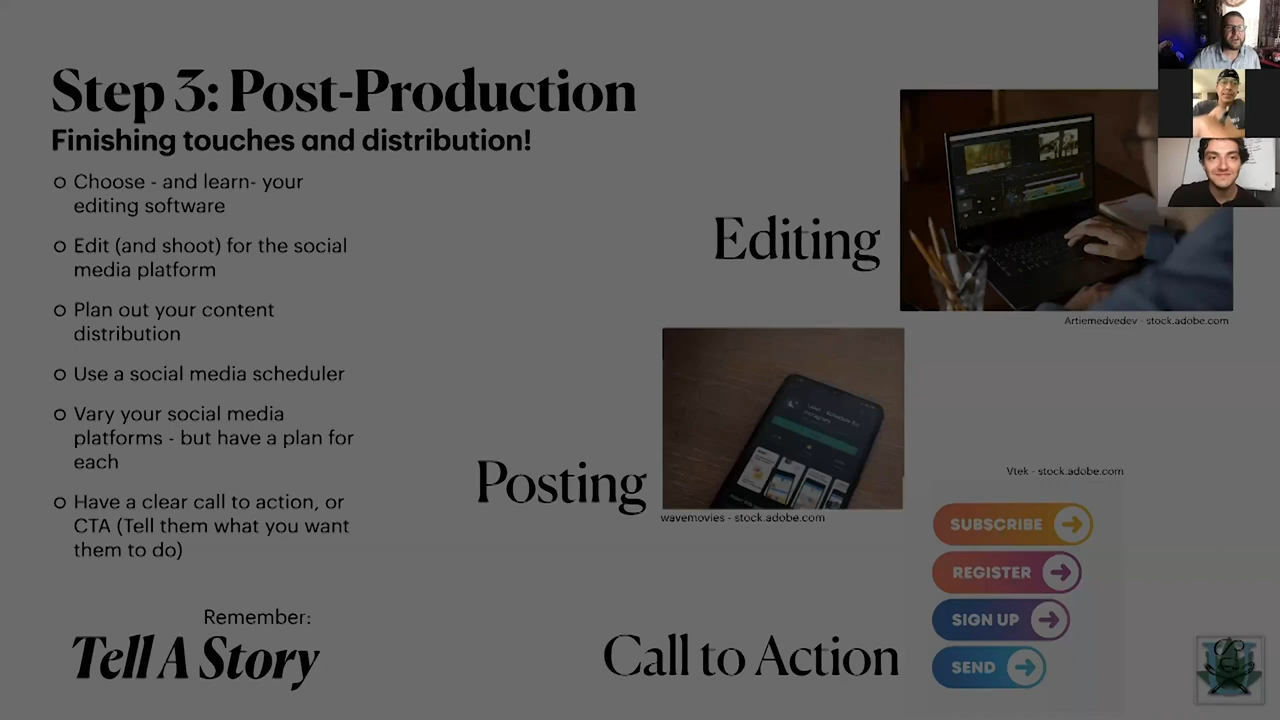 Step 3: Post-Production
Finishing touches and distribution!
Choose - and learn- your
editing software
Edit (and shoot) for the social
media platform
Plan out your content
distribution
Use a social media scheduler
Vary your social media
platforms - but have a plan for
each
Have a clear call to action, or
CTA (Tell them what you want
them to do)
Remember:
Tell A Story
Editing
Artiemedvedev - stock.adobe.com
Posting
wavemovies - stock.adobe.com
Vtek - stock.adobe.com
Call to Action
SUBSCRIBE
REGISTER
SIGN UP
SEND